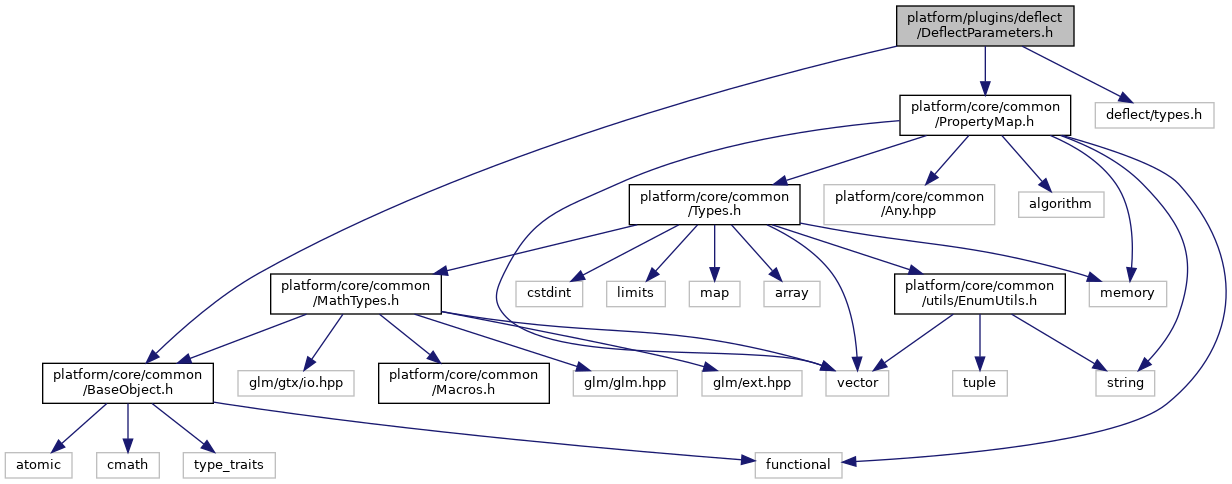 platform/plugins/deflect
/DeflectParameters.h
platform/core/common
/PropertyMap.h
deflect/types.h
platform/core/common
/Types.h
platform/core/common
/Any.hpp
algorithm
platform/core/common
/MathTypes.h
cstdint
limits
map
array
platform/core/common
/utils/EnumUtils.h
memory
platform/core/common
/BaseObject.h
glm/gtx/io.hpp
platform/core/common
/Macros.h
glm/glm.hpp
glm/ext.hpp
vector
tuple
string
atomic
cmath
type_traits
functional